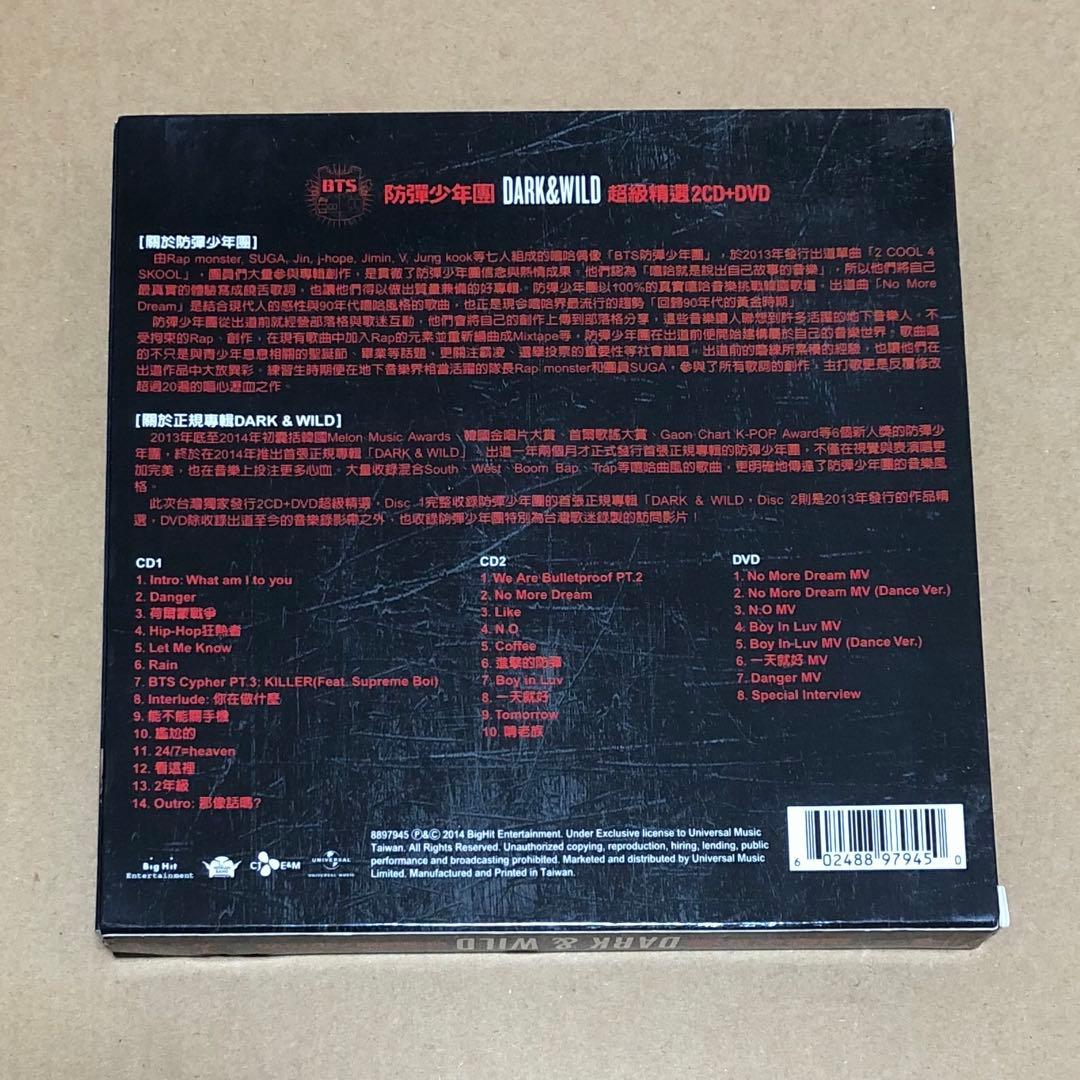 BTS 防彈少年團 DARK&WILD 超級精選2CD+DVD
[關於防彈少年團]
由Rap monster, SUGA, Jin, j-hope, Jimin, V, Jung kook等七人組成的嘻哈偶像「BTS防彈少年團」，於2013年發行出道單曲「2 COOL 4
SKOOL」，團員們大量參與專輯創作，是貫徹了防彈少年團信念與熱情成果。他們認為「嘻哈就是說出自己故事的音樂」，所以他們將自己
最真實的體驗寫成饒舌歌詞，也讓他們得以做出質量兼備的好專輯。防彈少年團以100%的真實嘻哈音樂挑戰韓國歌壇，出道曲「No More
Dream」是結合現代人的感性與90年代嘻哈風格的歌曲，也正是現今嘻哈界最流行的趨勢「回歸90年代的黃金時期」
防彈少年團從出道前就經營部落格與歌迷互動，他們會將自己的創作上傳到部落格分享，這些音樂讓人聯想到許多活躍的地下音樂人。不
受拘束的Rap、創作，在現有歌曲中加入Rap的元素並重新編曲成Mixtape等，防彈少年團在出道前便開始建構屬於自己的音樂世界。歌曲唱
的不只是與青少年息息相關的聖誕節、畢業等話題，更關注霸凌、選舉投票的重要性等社會議題。出道前的磨練所累積的經驗，也讓他們在
出道作品中大放異彩。練習生時期便在地下音樂界相當活躍的隊長Rap monster和團員SUGA，參與了所有歌詞的創作，主打歌更是反覆修改
超過20遍的嘔心瀝血之作。
[關於正規專輯DARK & WILD]
2013年底至2014年初囊括韓國Melon Music Awards、韓國金唱片大賞、首爾歌謠大賞、Gaon Chart K-POP Award等6個新人獎的防彈少
年團，終於在2014年推出首張正規專輯「DARK & WILD」。出道一年兩個月才正式發行首張正規專輯的防彈少年團，不僅在視覺與表演唱更
加完美，也在音樂上投注更多心血。大量收錄混合South、West、Boom Bap、Trap等嘻哈曲風的歌曲，更明確地傳達了防彈少年團的音樂風
格。
此次台灣獨家發行2CD+DVD超級精選，Disc 1完整收錄防彈少年團的首張正規專輯「DARK & WILD，Disc 2則是2013年發行的作品精
選，DVD除收錄出道至今的音樂錄影帶之外，也收錄防彈少年團特別為台灣歌迷錄製的訪問影片！
CD1
1. Intro: What am I to you
2. Danger
3. 荷爾蒙戰爭
4. Hip-Hop狂熱者
5. Let Me Know
6. Rain
7. BTS Cypher PT.3: KILLER(Feat. Supreme Boi)
8. Interlude: 你在做什麼
9. 能不能關手機
10. 尷尬的
11. 24/7=heaven
12. 看這裡
13. 2年級
14. Outro: 那像話嗎?
CD2
1. We Are Bulletproof PT.2
2. No More Dream
3. Like
4. N.O
5. Coffee
6. 進擊的防彈
7. Boy in Luv
8. 一天就好
9. Tomorrow
10. 啃老族
DVD
1. No More Dream MV
2. No More Dream MV (Dance Ver.)
3. N.O MV
4. Boy In Luv MV
5. Boy In Luv MV (Dance Ver.)
6. 一天就好 MV
7. Danger MV
8. Special Interview
8897945 Ⓟ&© 2014 BigHit Entertainment. Under Exclusive license to Universal Music
Taiwan. All Rights Reserved. Unauthorized copying, reproduction, hiring, lending, public
performance and broadcasting prohibited. Marketed and distributed by Universal Music
Limited. Manufactured and Printed in Taiwan.
Big Hit
Entertainment
CJ E&M
UNIVERSAL
UNIVERSAL MUSIC
6 02488 97945 0
DARK & WILD